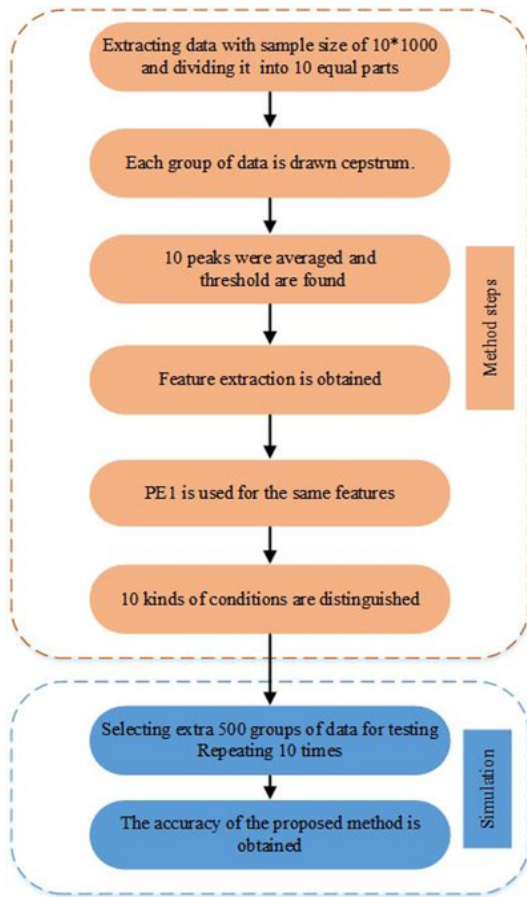 Extracting data with sample size of 10*1000
and dividing it into 10 equal parts
Each group of data is drawn cepstrum.
10 peaks were averaged and
threshold are found
Method steps
Feature extraction is obtained
PE1 is used for the same features
10 kinds of conditions are distinguished
Selecting extra 500 groups of data for testing
Repeating 10 times
Simulation
The accuracy of the proposed method is
obtained